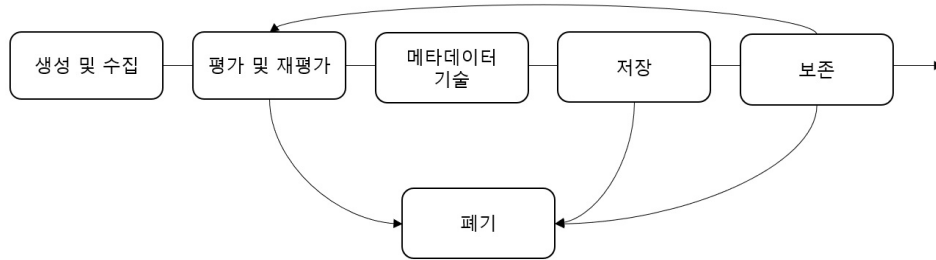 생성 및 수집
평가 및 재평가
메타데이터
기술
저장
보존
폐기